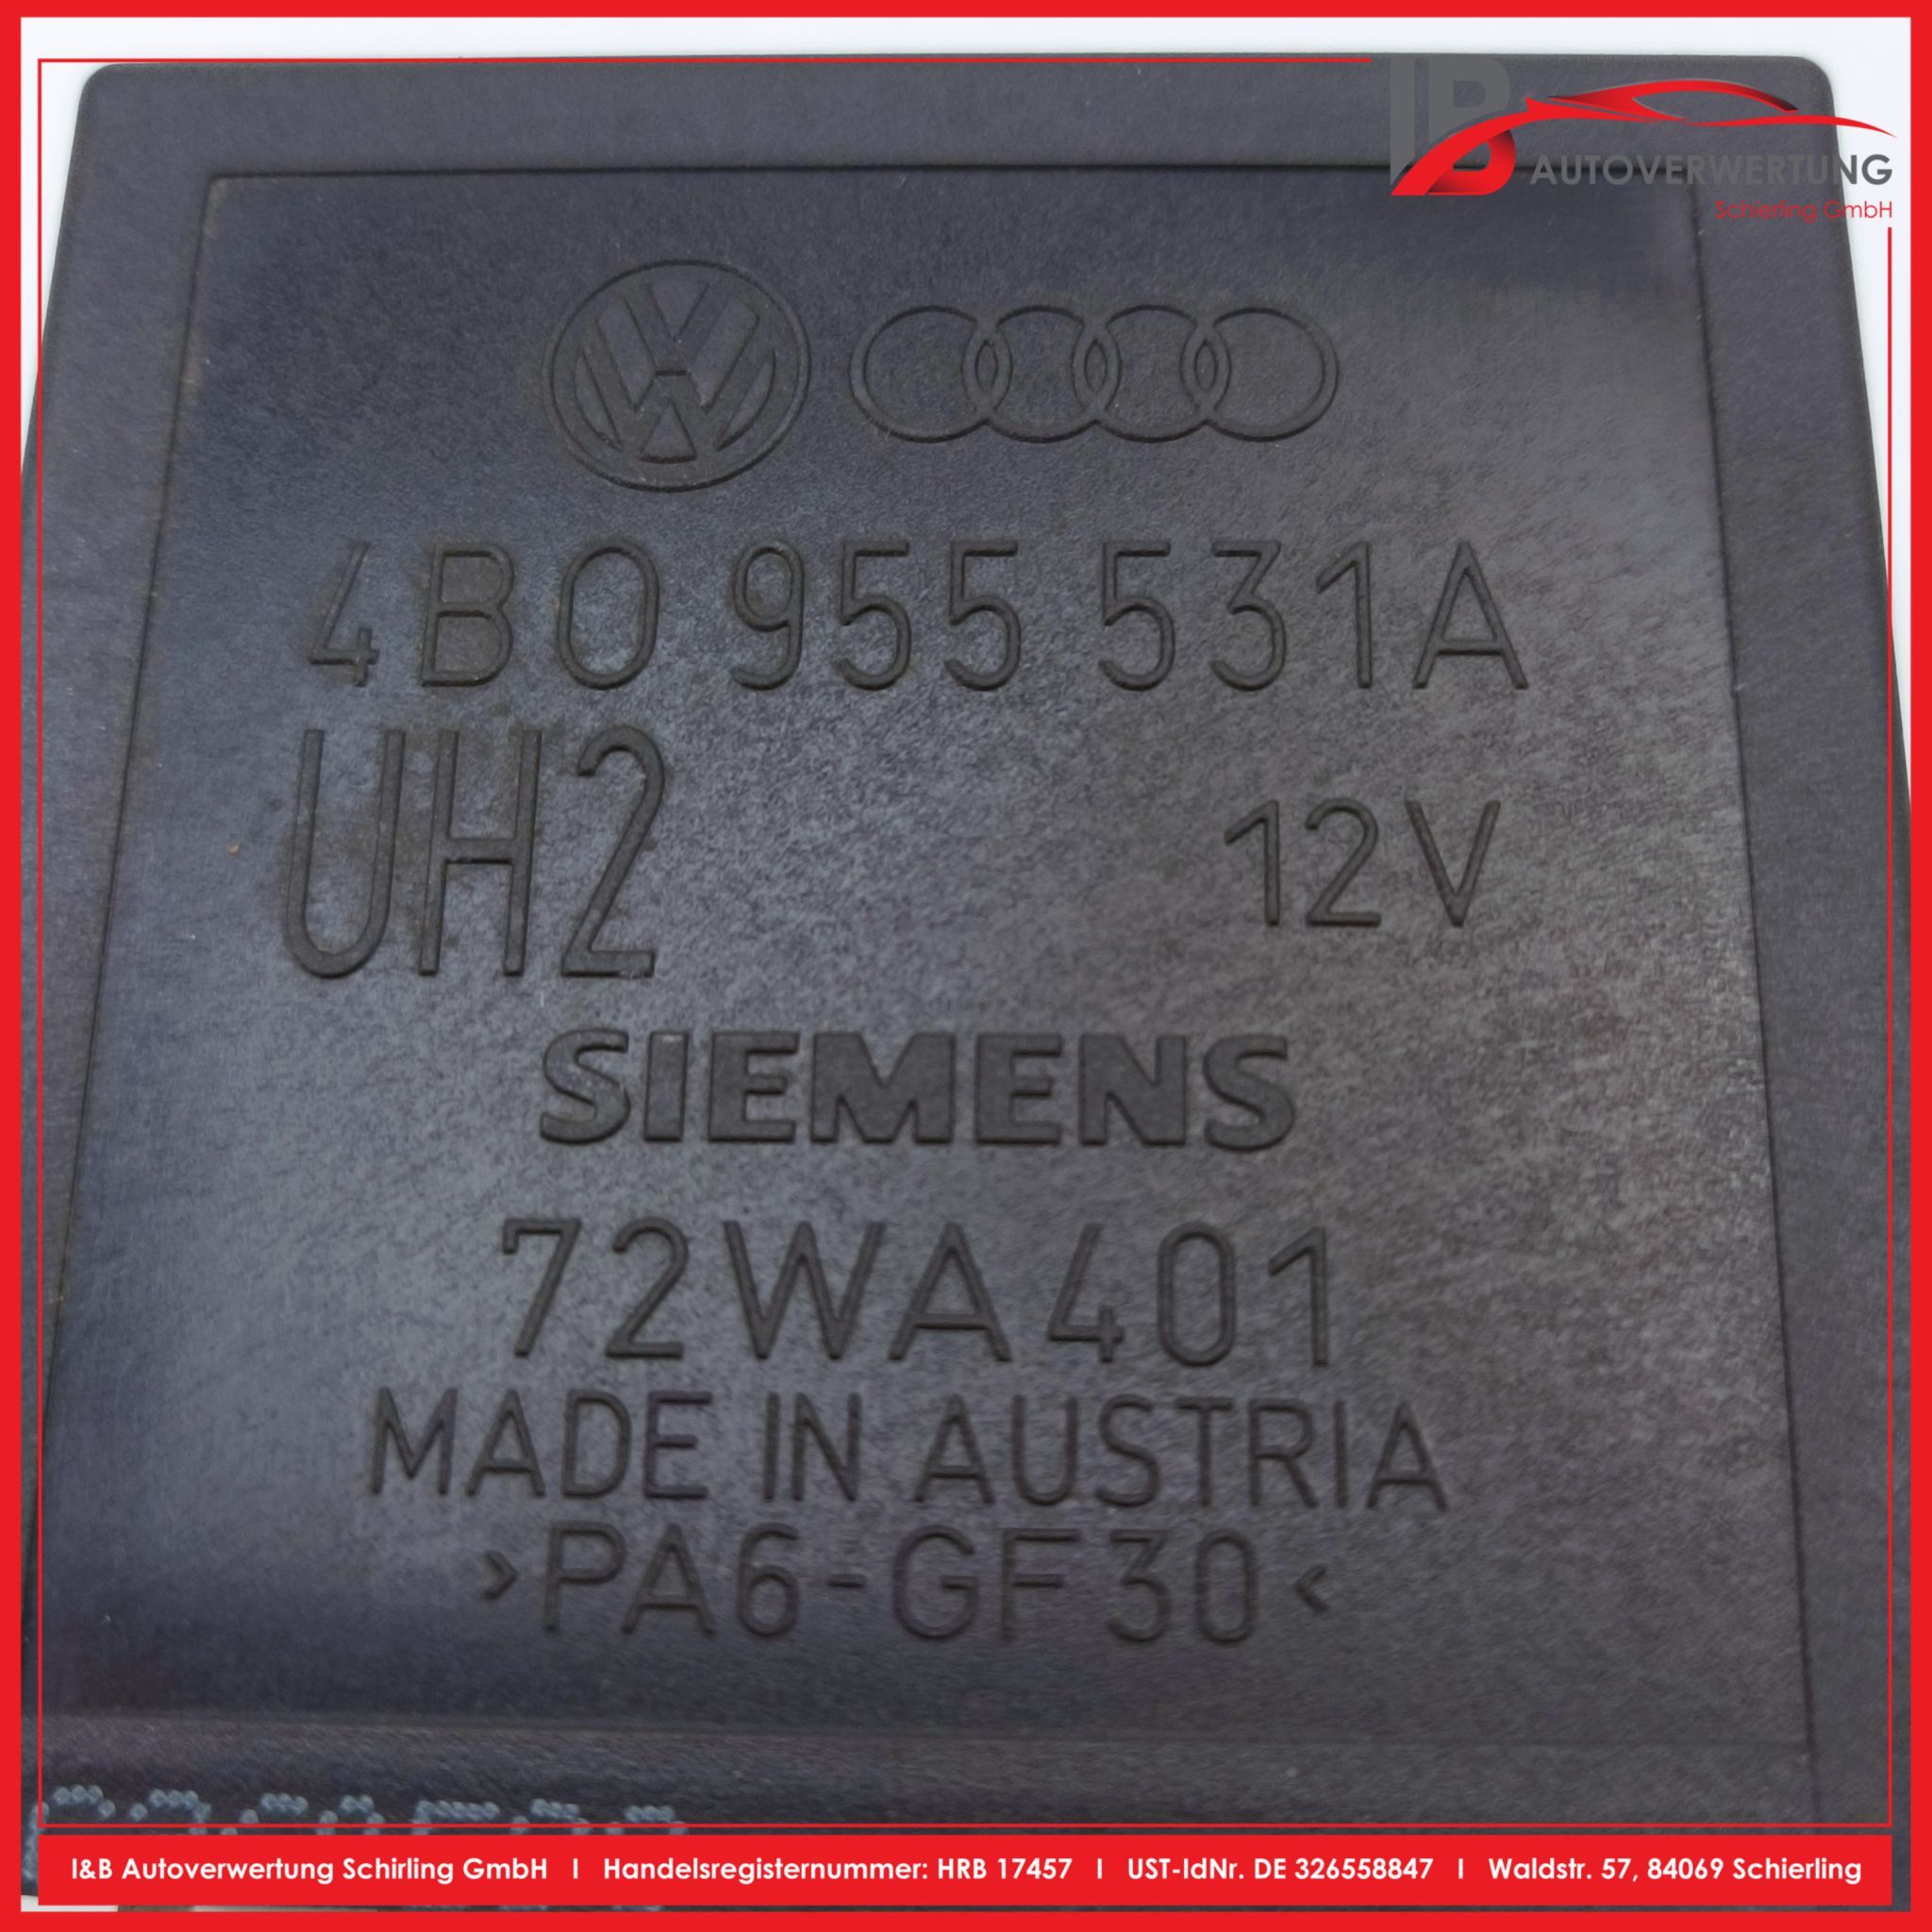 IB
AUTOVERWERTUNG
Schierling GmbH
4B0 955 531A
UH2 12V
SIEMENS
72WA401
MADE IN AUSTRIA
>PA6-GF30<
I&B Autoverwertung Schirling GmbH I Handelsregisternummer: HRB 17457 I UST-IdNr. DE 326558847 I Waldstr. 57, 84069 Schierling